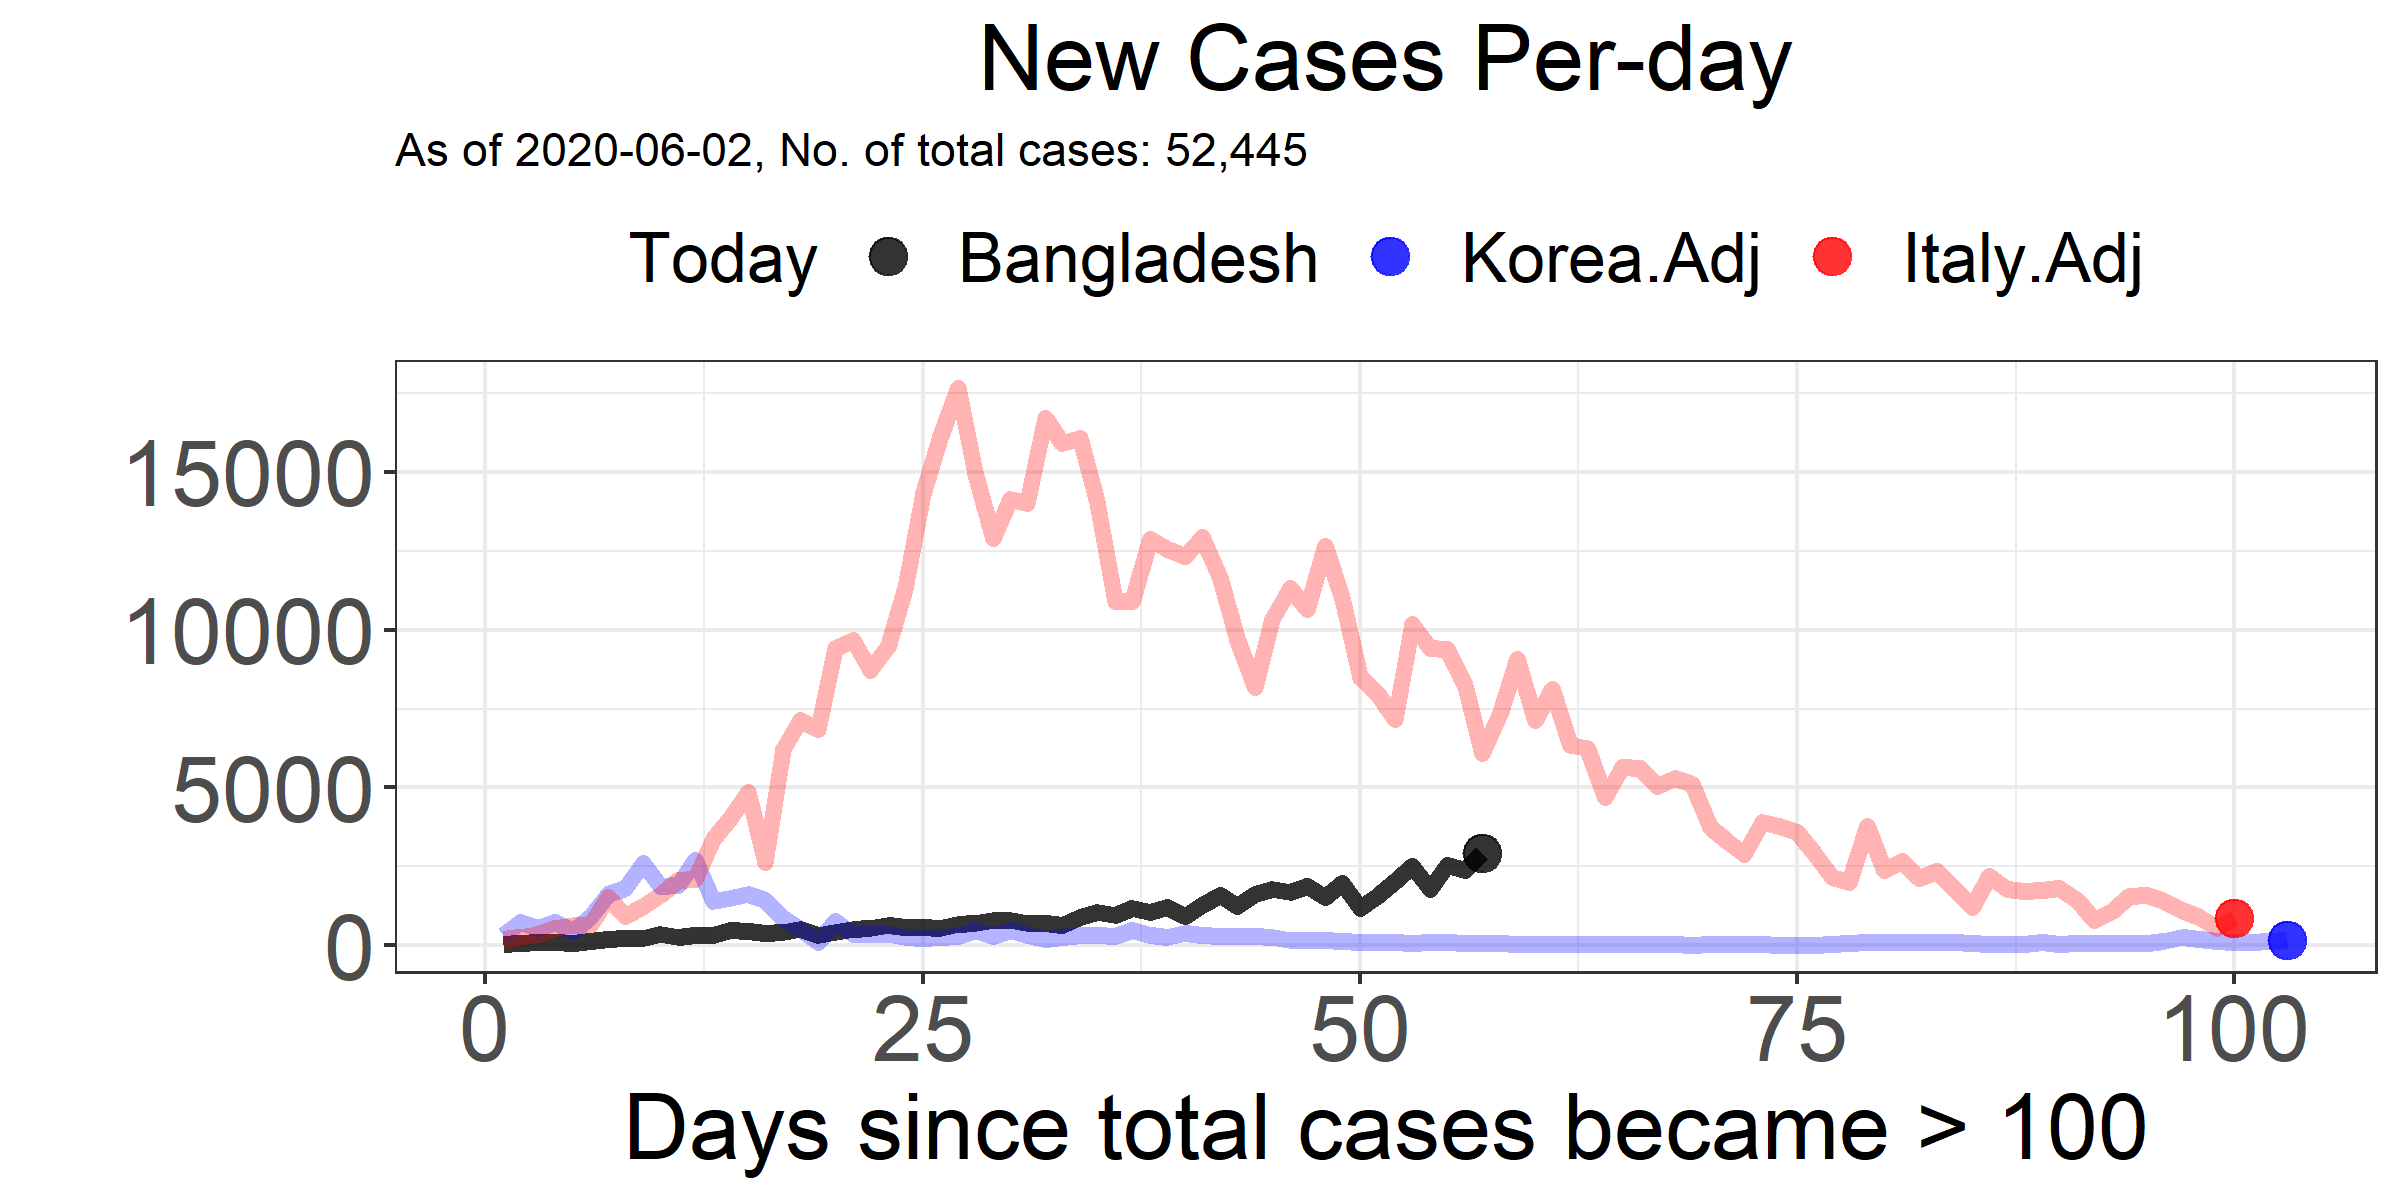 New Cases Per-day
As of 2020-06-02, No. of total cases: 52,445
Today Bangladesh Korea.Adj Italy.Adj
15000
10000
5000
0
0 25 50 75 100
Days since total cases became > 100